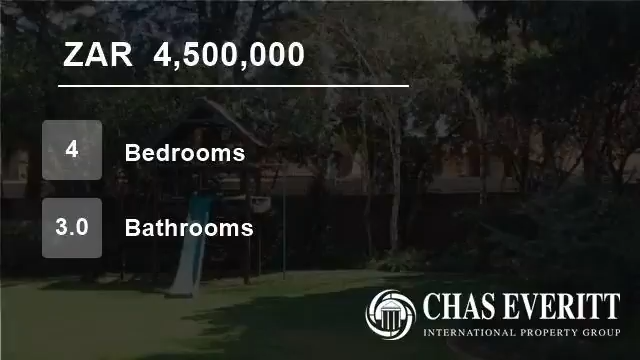 ZAR 4,500,000
4 Bedrooms
3.0 Bathrooms
CHAS EVERITT
INTERNATIONAL PROPERTY GROUP